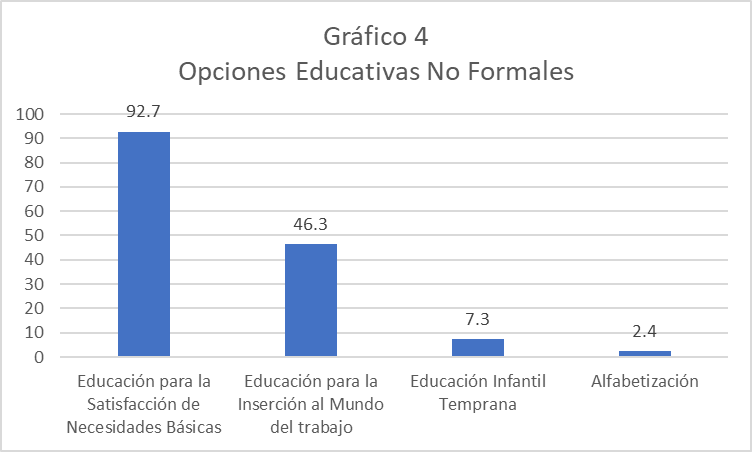 Gráfico 4
Opciones Educativas No Formales
100
90
80
70
60
50
40
30
20
10
0
92.7
46.3
7.3
2.4
Educación para la
Satisfacción de
Necesidades Básicas
Educación para la
Inserción al Mundo
del trabajo
Educación Infantil
Temprana
Alfabetización